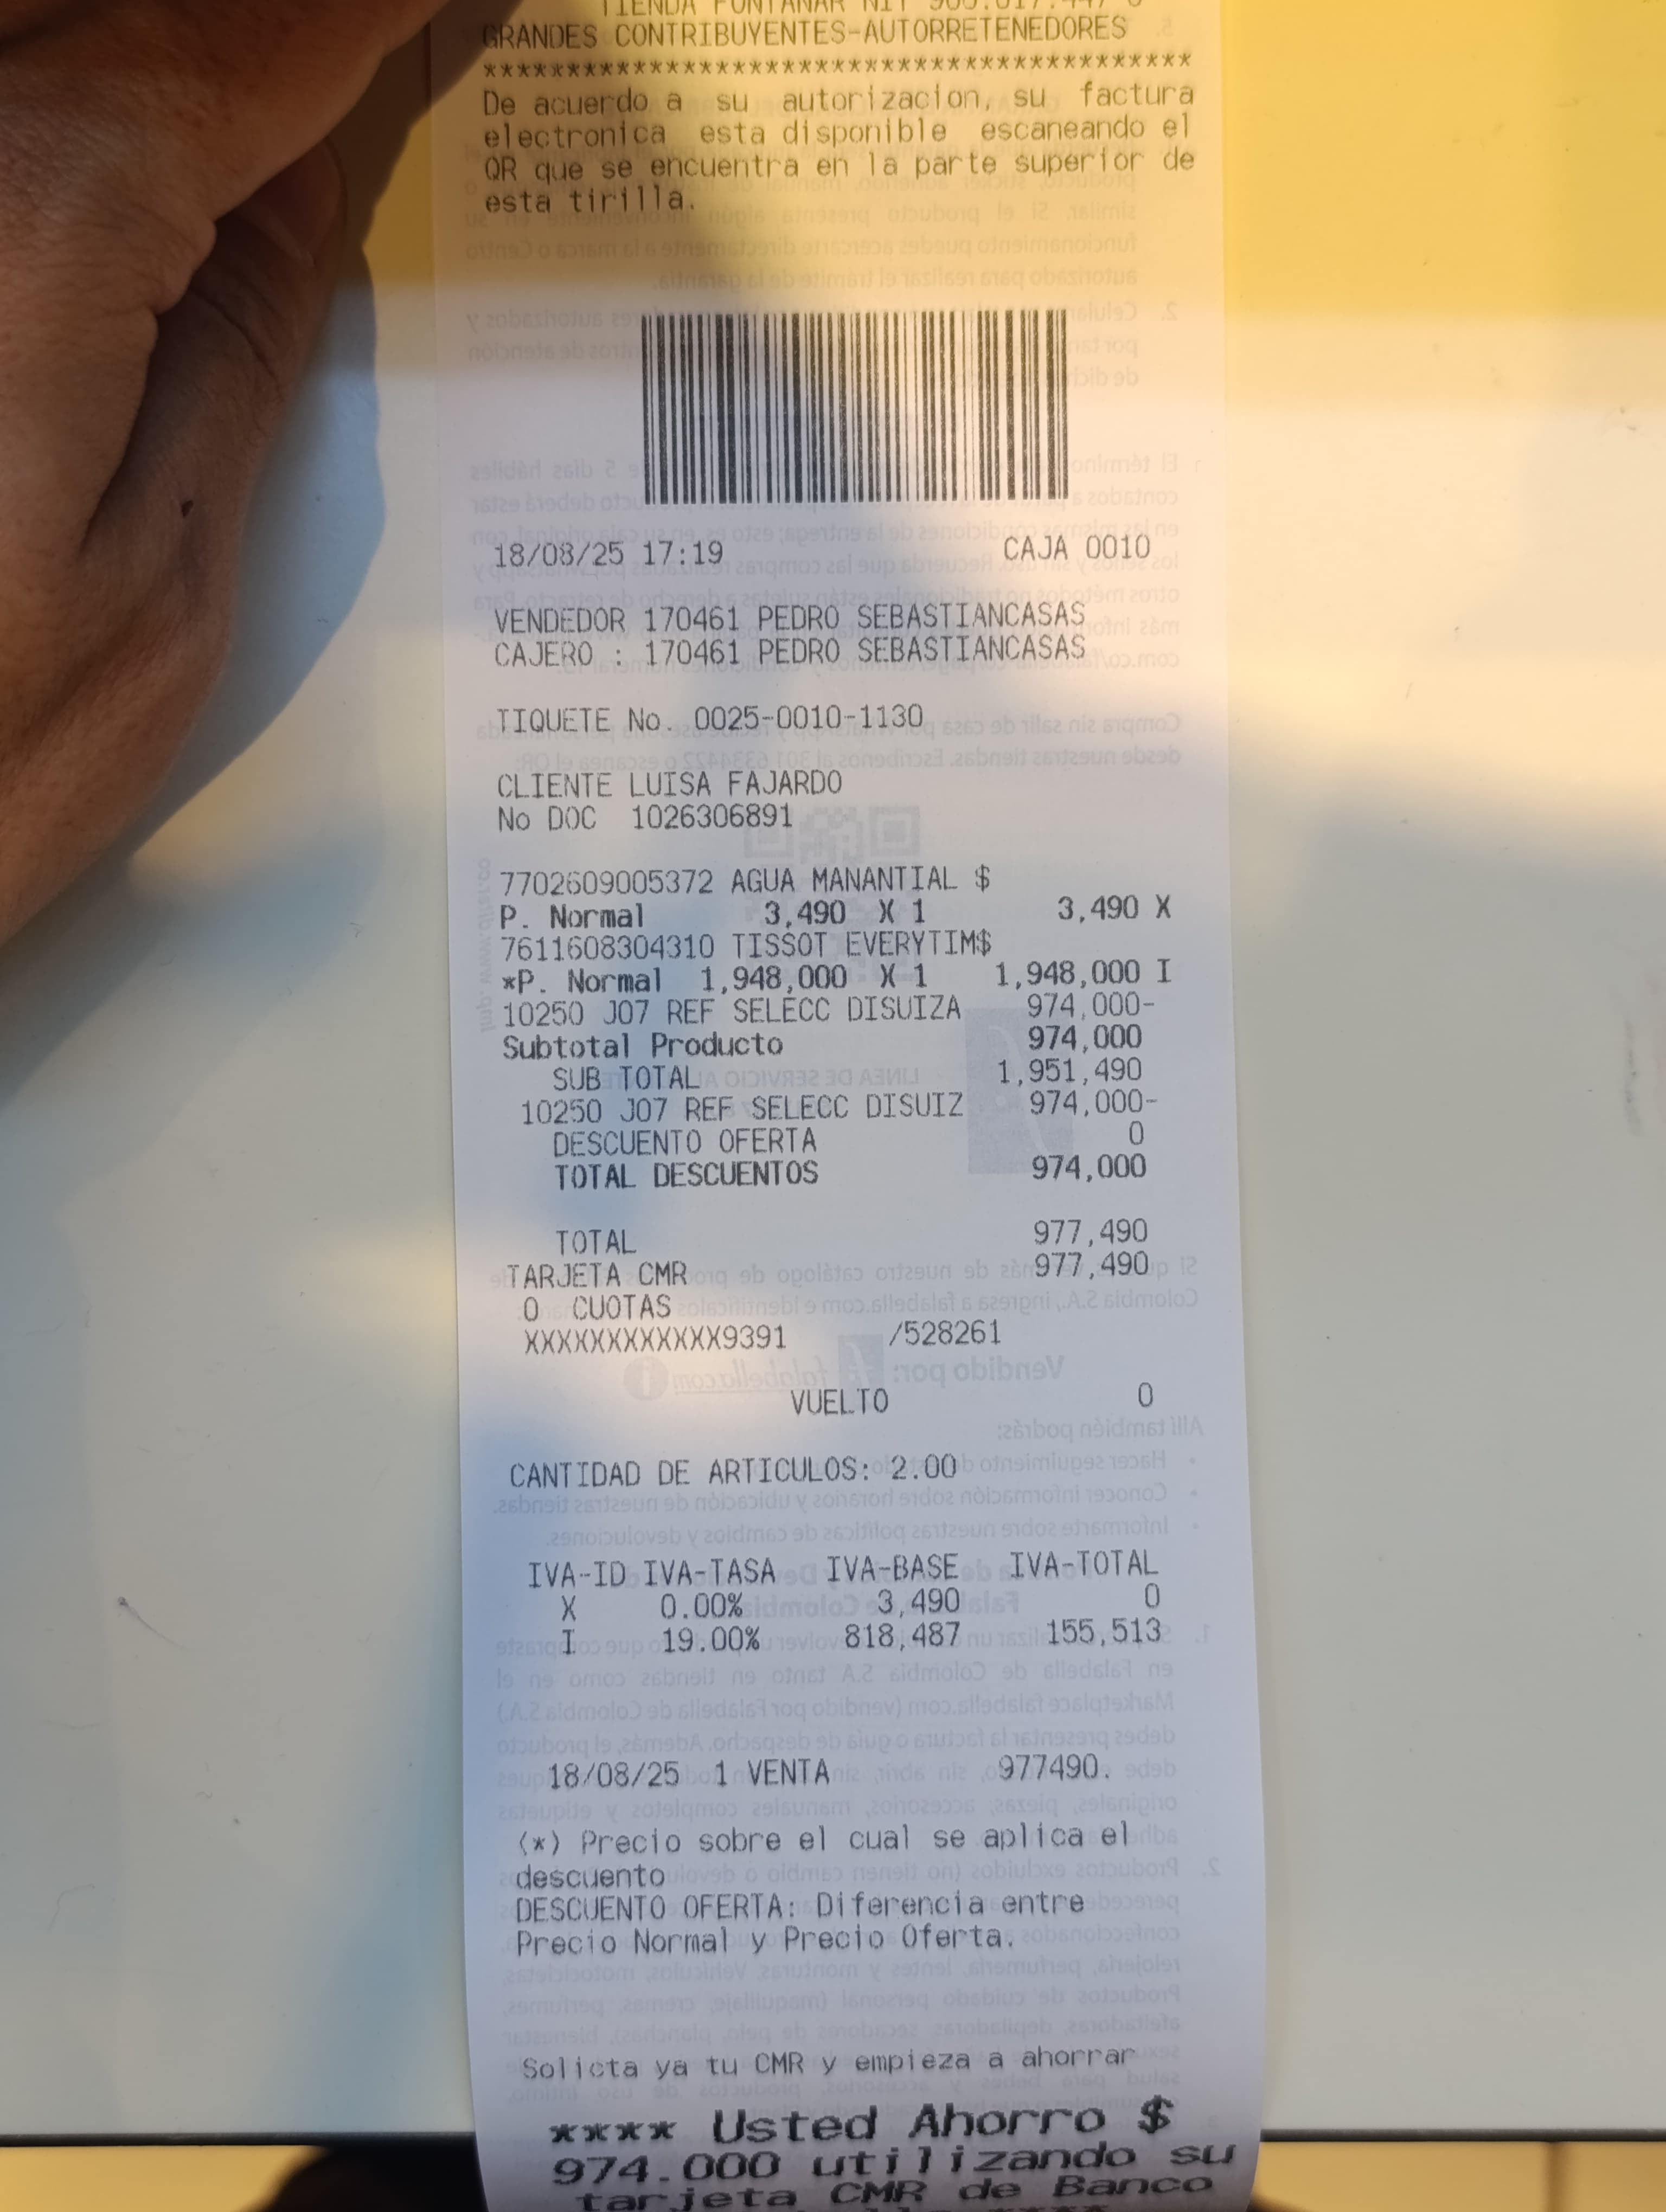 GRANDES CONTRIBUYENTES-AUTORRETENEDORES
*******************************************
De acuerdo a su autorizacion, su factura
electronica esta disponible escaneando el
QR que se encuentra en la parte superior de
esta tirilla.
18/08/25 17:19 CAJA 0010
VENDEDOR 170461 PEDRO SEBASTIANCASAS
CAJERO : 170461 PEDRO SEBASTIANCASAS
TIQUETE No. 0025-0010-1130
CLIENTE LUISA FAJARDO
No DOC 1026306891
7702609005372 AGUA MANANTIAL $
P. Normal 3,490 X 1 3,490 X
7611608304310 TISSOT EVERYTIM$
*P. Normal 1,948,000 X 1 1,948,000 I
10250 J07 REF SELECC DISUIZA 974,000-
Subtotal Producto 974,000
SUB TOTAL 1,951,490
10250 J07 REF SELECC DISUIZ 974,000-
DESCUENTO OFERTA 0
TOTAL DESCUENTOS 974,000
TOTAL 977,490
TARJETA CMR 977,490
0 CUOTAS
XXXXXXXXXXXX9391 /528261
VUELTO 0
CANTIDAD DE ARTICULOS: 2.00
IVA-ID IVA-TASA IVA-BASE IVA-TOTAL
X 0.00% 3,490 0
I 19.00% 818,487 155,513
18/08/25 1 VENTA 977490.
(*) Precio sobre el cual se aplica el
descuento
DESCUENTO OFERTA: Diferencia entre
Precio Normal y Precio Oferta.
Solicta ya tu CMR y empieza a ahorrar
**** Usted Ahorro $
974.000 utilizando su
tarjeta CMR de Banco